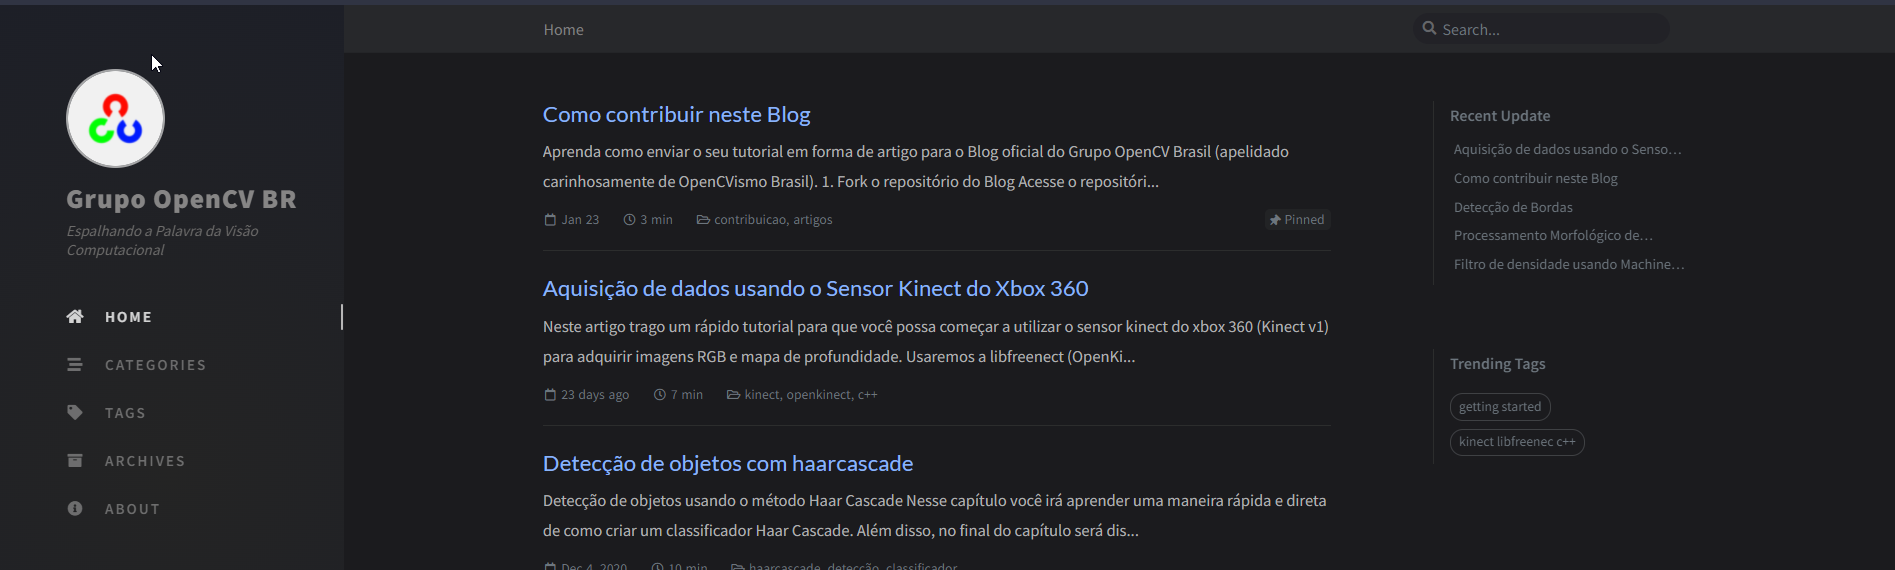 Grupo OpenCV BR
Espalhando a Palavra da Visão
Computacional
HOME
CATEGORIES
TAGS
ARCHIVES
ABOUT
Home
Search...
Como contribuir neste Blog
Aprenda como enviar o seu tutorial em forma de artigo para o Blog oficial do Grupo OpenCV Brasil (apelidado
carinhosamente de OpenCVismo Brasil). 1. Fork o repositório do Blog Acesse o repositóri...
Jan 23 3 min contribuicao, artigos Pinned
Aquisição de dados usando o Sensor Kinect do Xbox 360
Neste artigo trago um rápido tutorial para que você possa começar a utilizar o sensor kinect do xbox 360 (Kinect v1)
para adquirir imagens RGB e mapa de profundidade. Usaremos a libfreenect (OpenKi...
23 days ago 7 min kinect, openkinect, c++
Detecção de objetos com haarcascade
Detecção de objetos usando o método Haar Cascade Nesse capítulo você irá aprender uma maneira rápida e direta
de como criar um classificador Haar Cascade. Além disso, no final do capítulo será dis...
Dec 4, 2020 10 min haarcascade, detecção, classificador
Recent Update
Aquisição de dados usando o Senso...
Como contribuir neste Blog
Detecção de Bordas
Processamento Morfológico de...
Filtro de densidade usando Machine...
Trending Tags
getting started
kinect libfreenec c++